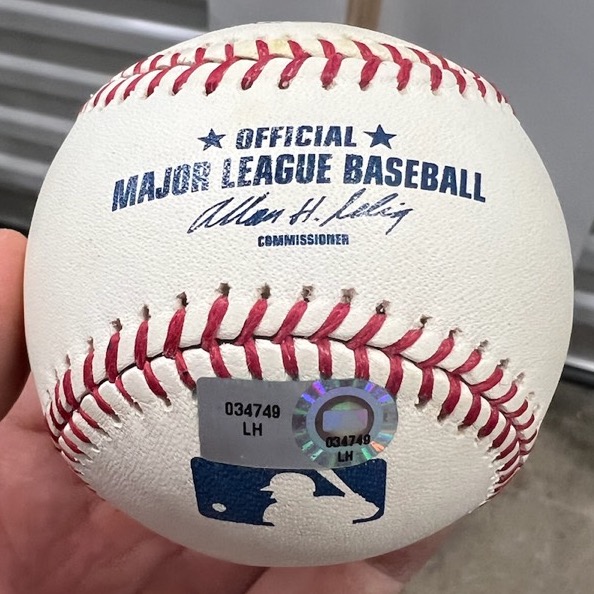 ★ OFFICIAL ★
MAJOR LEAGUE BASEBALL
Allan H. Selig
COMMISSIONER
034749
LH
034749
LH